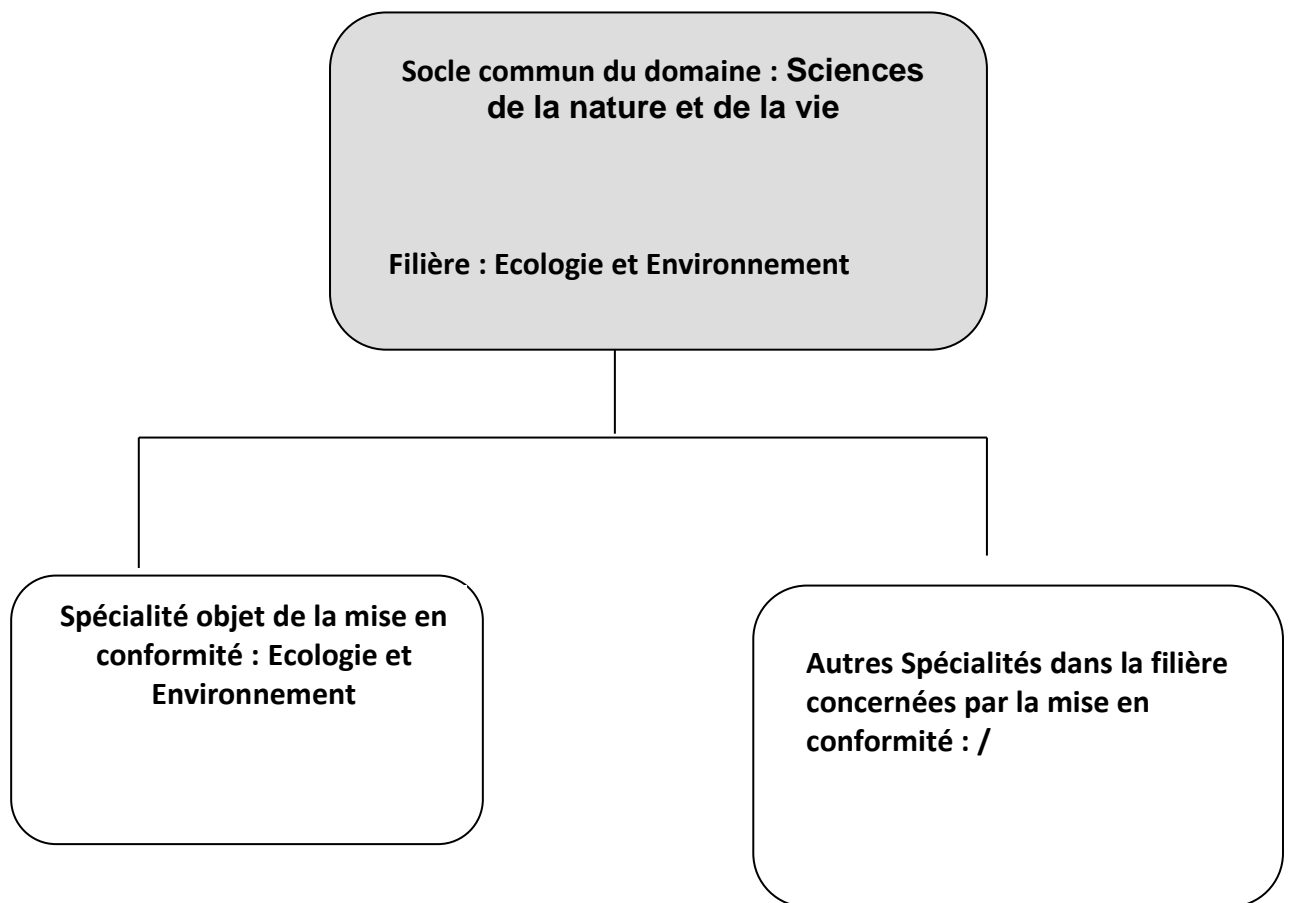 Socle commun du domaine : Sciences
de la nature et de la vie
Filière : Ecologie et Environnement
Spécialité objet de la mise en
conformité : Ecologie et
Environnement
Autres Spécialités dans la filière
concernées par la mise en
conformité : /